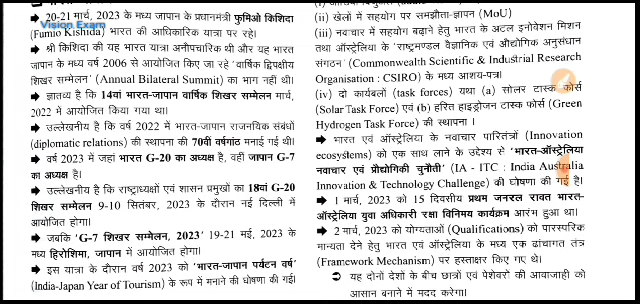 ➡ 20-21 मार्च, 2023 के मध्य जापान के प्रधानमंत्री फुमिओ किशिदा
Vision Exam
(Fumio Kishida) भारत की आधिकारिक यात्रा पर रहे।
➡ श्री किशिदा की यह भारत यात्रा अनौपचारिक थी और यह भारत
जापान के मध्य वर्ष 2006 से आयोजित किए जा रहे 'वार्षिक द्विपक्षीय
शिखर सम्मेलन' (Annual Bilateral Summit) का भाग नहीं थी।
➡ ज्ञातव्य है कि 14वां भारत-जापान वार्षिक शिखर सम्मेलन मार्च,
2022 में आयोजित किया गया था।
➡ उल्लेखनीय है कि वर्ष 2022 में भारत-जापान राजनयिक संबंधों
(diplomatic relations) की स्थापना की 70वीं वर्षगांठ मनाई गई थी।
➡ वर्ष 2023 में जहां भारत G-20 का अध्यक्ष है, वहीं जापान G-7
का अध्यक्ष है।
➡ उल्लेखनीय है कि राष्ट्राध्यक्षों एवं शासन प्रमुखों का 18वां G-20
शिखर सम्मेलन 9-10 सितंबर, 2023 के दौरान नई दिल्ली में
आयोजित होगा।
➡ जबकि 'G-7 शिखर सम्मेलन, 2023' 19-21 मई, 2023 के
मध्य हिरोशिमा, जापान में आयोजित होगा।
➡ इस यात्रा के दौरान वर्ष 2023 को 'भारत-जापान पर्यटन वर्ष'
(India-Japan Year of Tourism) के रूप में मनाने की घोषणा की गई।
(ii) खेलों में सहयोग पर समझौता-ज्ञापन (MoU)
(iii) नवाचार में सहयोग बढ़ाने हेतु भारत के अटल इनोवेशन मिशन
तथा ऑस्ट्रेलिया के 'राष्ट्रमण्डल वैज्ञानिक एवं औद्योगिक अनुसंधान
संगठन' (Commonwealth Scientific & Industrial Research
Organisation : CSIRO) के मध्य आशय-पत्र।
(iv) दो कार्यबलों (task forces) यथा (a) सोलर टास्क फोर्स
(Solar Task Force) एवं (b) हरित हाइड्रोजन टास्क फोर्स (Green
Hydrogen Task Force) की स्थापना ।
➡ भारत एवं ऑस्ट्रेलिया के नवाचार पारितंत्रों (Innovation
ecosystems) को एक साथ लाने के उद्देश्य से 'भारत-ऑस्ट्रेलिया
नवाचार एवं प्रौद्योगिकी चुनौती' (IA - ITC : India Australia
Innovation & Technology Challenge) की घोषणा की गई है।
➡ 1 मार्च, 2023 को 15 दिवसीय प्रथम जनरल रावत भारत-
ऑस्ट्रेलिया युवा अधिकारी रक्षा विनिमय कार्यक्रम आरंभ हुआ था।
➡ 2 मार्च, 2023 को योग्यताओं (Qualifications) को पारस्परिक
मान्यता देने हेतु भारत एवं ऑस्ट्रेलिया के मध्य एक ढांचागत तंत्र
(Framework Mechanism) पर हस्ताक्षर किए गए थे।
➲ यह दोनों देशों के बीच छात्रों एवं पेशेवरों की आवाजाही को
आसान बनाने में मदद करेगा।